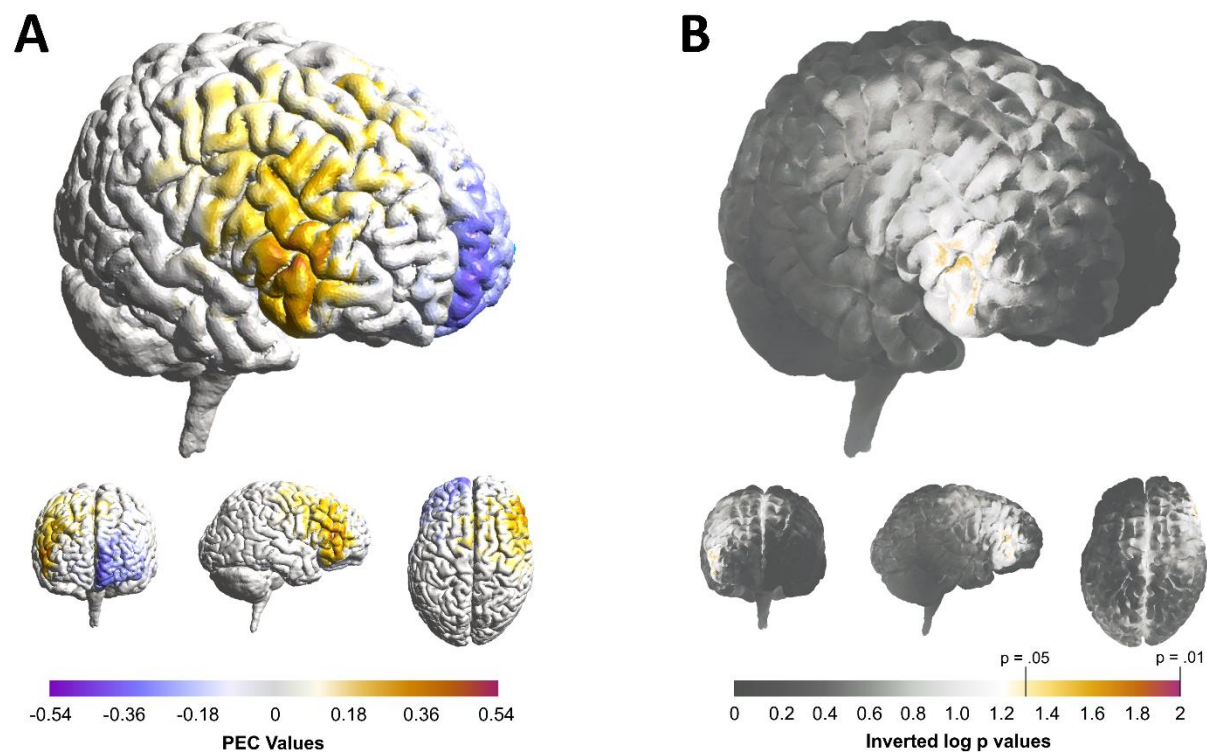 A
B
p = .05
p = .01
-0.54 -0.36 -0.18 0 0.18 0.36 0.54
PEC Values
0 0.2 0.4 0.6 0.8 1.0 1.2 1.4 1.6 1.8 2
Inverted log p values